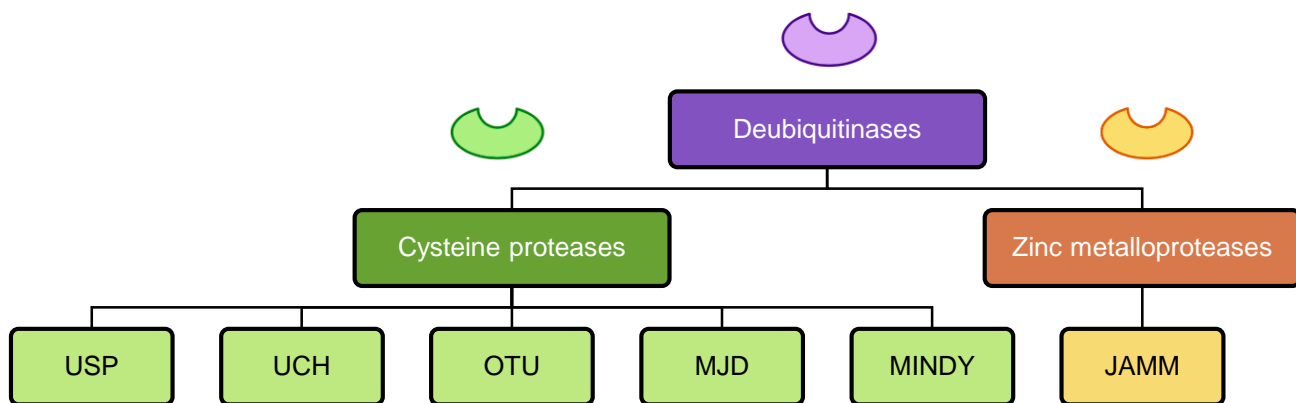 Deubiquitinases
Cysteine proteases
Zinc metalloproteases
USP
UCH
OTU
MJD
MINDY
JAMM